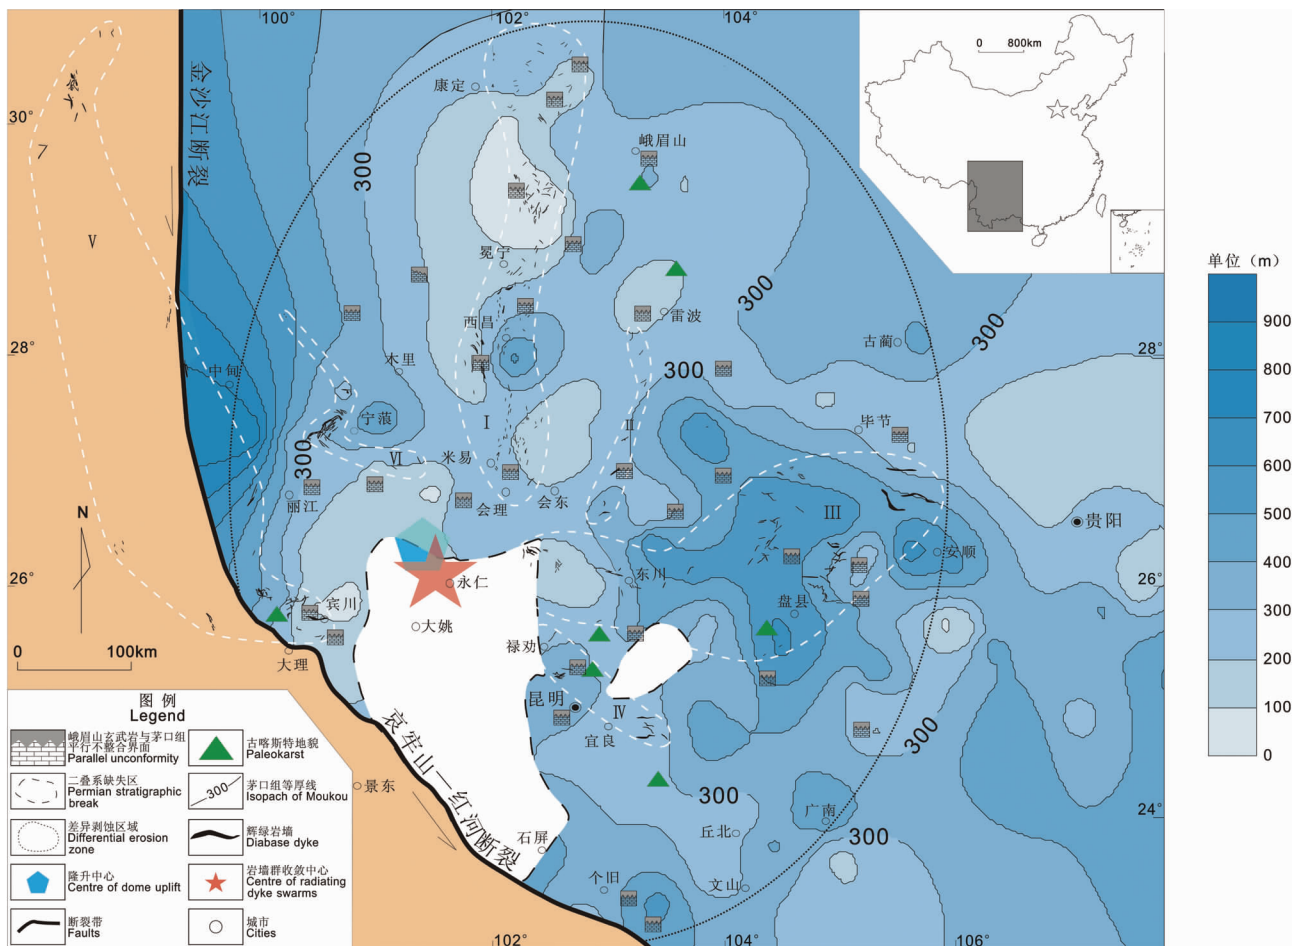 100°
102°
104°
0 800km
金沙江断裂
康定
30°
峨眉山
300
V
冕宁
300
西昌
雷波
单位（m）
900
800
700
600
500
400
300
200
100
0
300
古蔺
28°
28°
木里
300
中甸
宁蒗
I
II
毕节
300
VI
米易
丽江
会理
会东
III
贵阳
N
安顺
26°
东川
26°
永仁
宾川
盘县
大姚
0 100km
禄劝
大理
昆明
IV
宜良
300
哀牢山—红河断裂
景东
300
广南
24°
丘北
300
石屏
个旧
文山
102°
104°
106°
图 例
Legend
峨眉山玄武岩与茅口组
平行不整合界面
Parallel unconformity
古喀斯特地貌
Paleokarst
二叠系缺失区
Permian stratigraphic
break
300
茅口组等厚线
Isopach of Moukou
差异剥蚀区域
Differential erosion
zone
辉绿岩墙
Diabase dyke
隆升中心
Centre of dome uplift
岩墙群收敛中心
Centre of radiating
dyke swarms
断裂带
Faults
城市
Cities